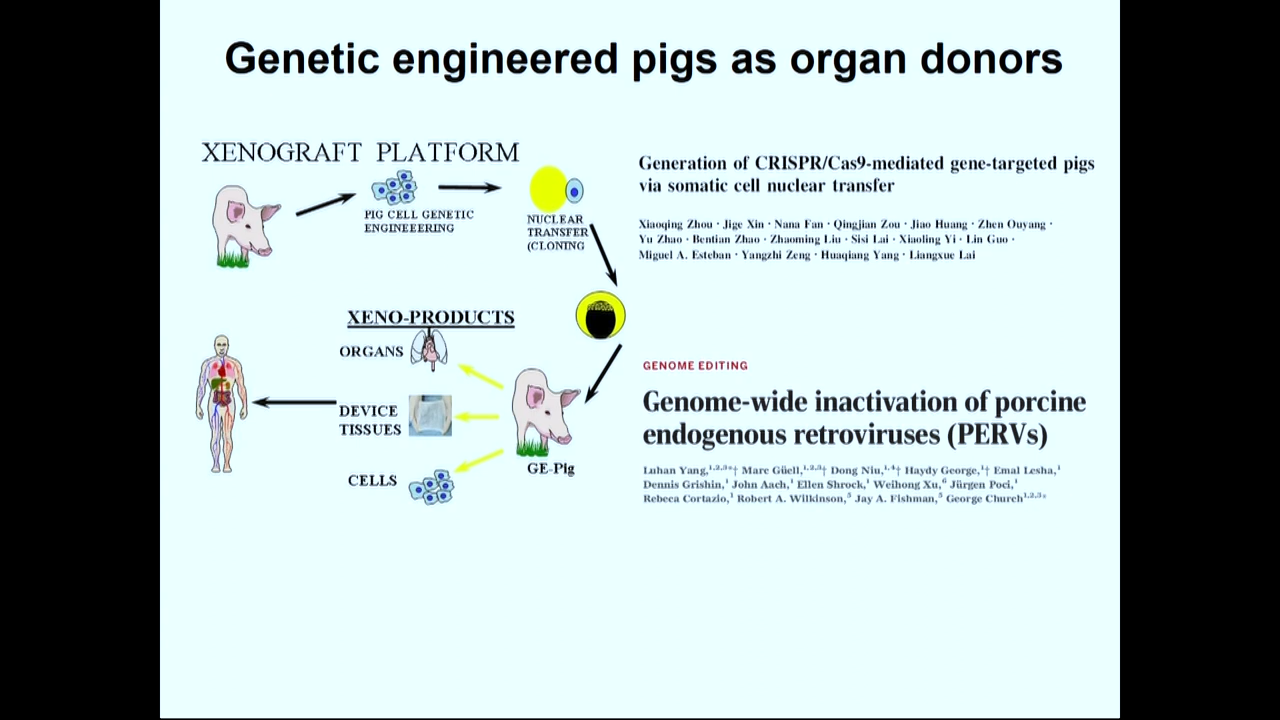 Genetic engineered pigs as organ donors
XENOGRAFT PLATFORM
PIG CELL GENETIC
ENGINEEERING
NUCLEAR
TRANSFER
(CLONING
XENO-PRODUCTS
ORGANS
DEVICE
TISSUES
CELLS
GE-Pig
Generation of CRISPR/Cas9-mediated gene-targeted pigs
via somatic cell nuclear transfer
Xiaoqing Zhou · Jige Xin · Nana Fan · Qingjian Zou · Jiao Huang · Zhen Ouyang ·
Yu Zhao · Bentian Zhao · Zhaoming Liu · Sisi Lai · Xiaoling Yi · Lin Guo ·
Miguel A. Esteban · Yangzhi Zeng · Huaqiang Yang · Liangxue Lai
GENOME EDITING
Genome-wide inactivation of porcine
endogenous retroviruses (PERVs)
Luhan Yang,1,2,3*† Marc Güell,1,2,3† Dong Niu,1,4† Haydy George,1† Emal Lesha,1
Dennis Grishin,1 John Aach,1 Ellen Shrock,1 Weihong Xu,6 Jürgen Poci,1
Rebeca Cortazio,1 Robert A. Wilkinson,5 Jay A. Fishman,5 George Church1,2,3*